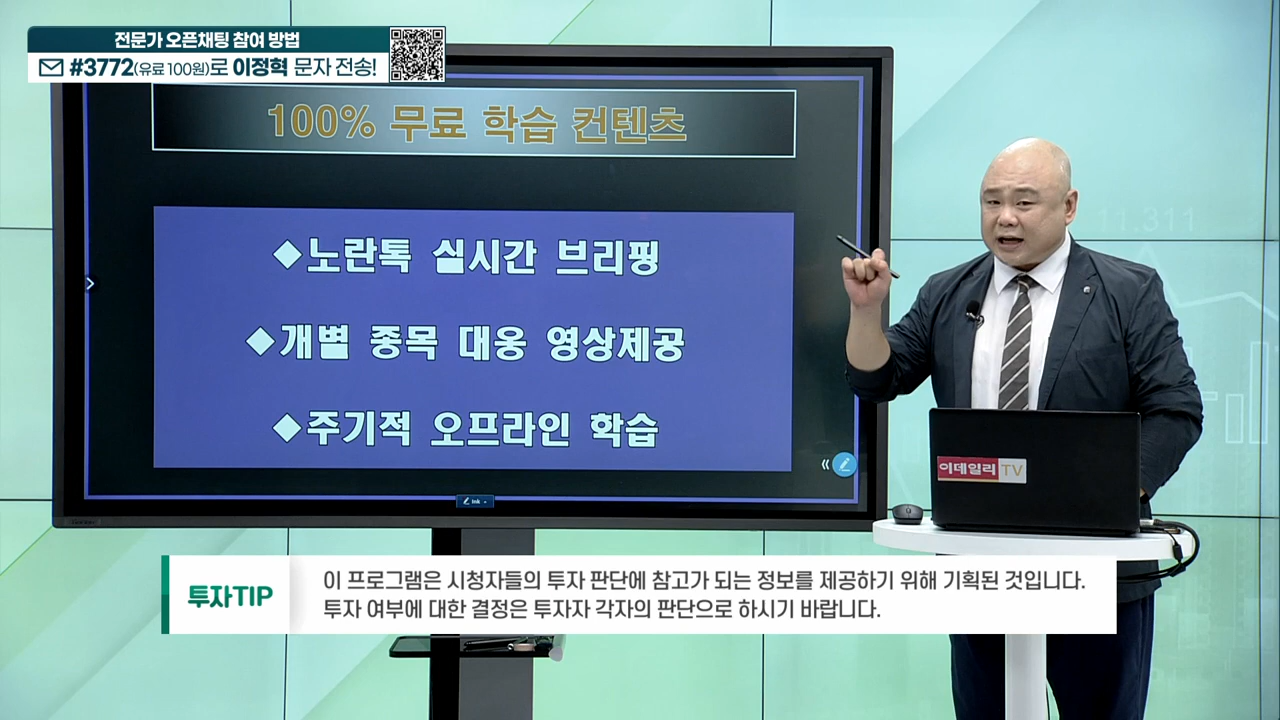 전문가 오픈채팅 참여 방법
#3772(유료 100원)로 이정혁 문자 전송!
100% 무료 학습 컨텐츠
◆노란톡 실시간 브리핑
◆개별 종목 대응 영상제공
◆주기적 오프라인 학습
Ink
11.311
이데일리 TV
투자TIP
이 프로그램은 시청자들의 투자 판단에 참고가 되는 정보를 제공하기 위해 기획된 것입니다.
투자 여부에 대한 결정은 투자자 각자의 판단으로 하시기 바랍니다.